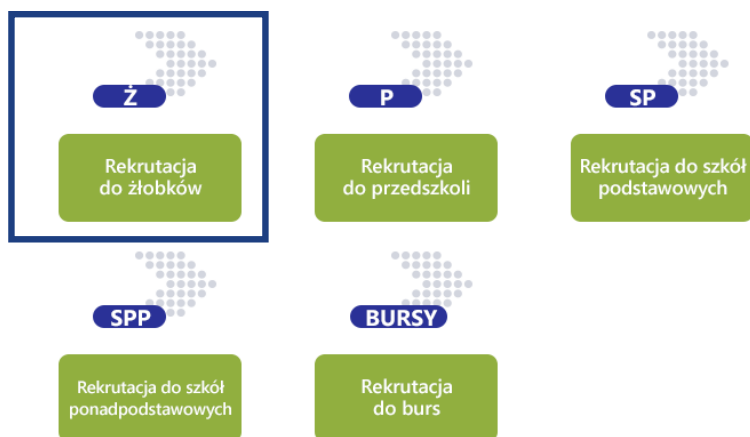 Ż
Rekrutacja
do żłobków
P
Rekrutacja
do przedszkoli
SP
Rekrutacja do szkół
podstawowych
SPP
Rekrutacja do szkół
ponadpodstawowych
BURSY
Rekrutacja
do burs